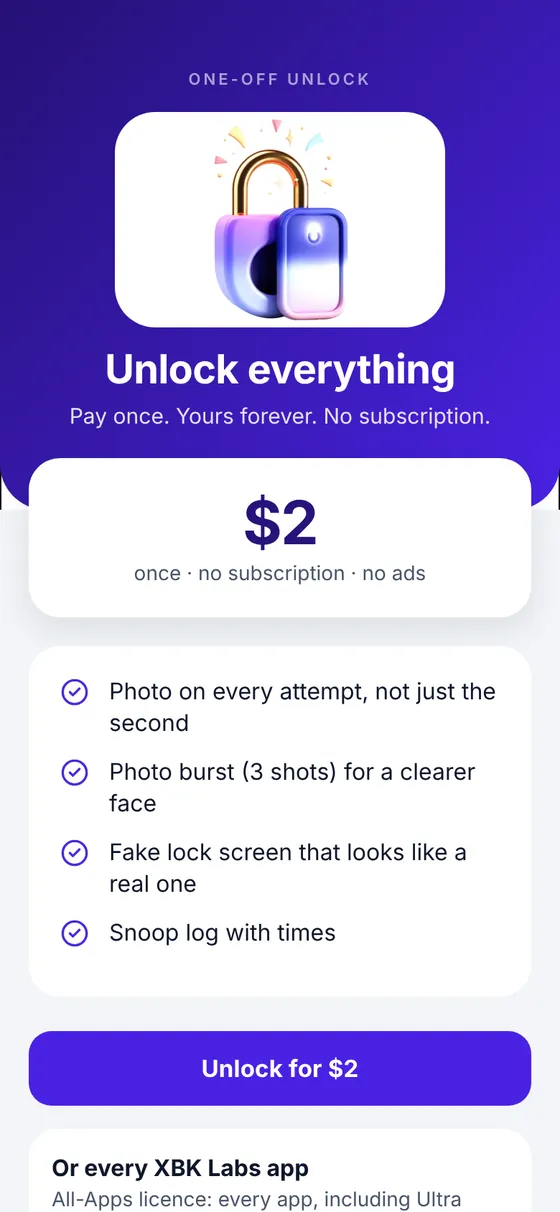 ONE-OFF UNLOCK
Unlock everything
Pay once. Yours forever. No subscription.
$2
once · no subscription · no ads
Photo on every attempt, not just the
second
Photo burst (3 shots) for a clearer
face
Fake lock screen that looks like a
real one
Snoop log with times
Unlock for $2
Or every XBK Labs app
All-Apps licence: every app, including Ultra